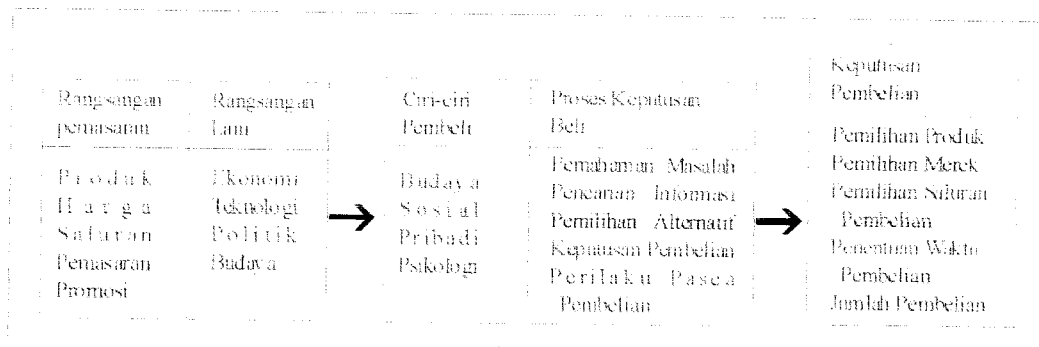 Rangsangan
pemasaran
Produk
Harga
Saluran
Pemasaran
Promosi
Rangsangan
Lain
Ekonomi
Teknologi
Politik
Budaya
Ciri-ciri
Pembeli
Budaya
Sosial
Pribadi
Psikologi
Proses Keputusan
Beli
Pemahaman Masalah
Pencarian Informasi
Pemilihan Alternatif
Keputusan Pembelian
Perilaku Pasca
Pembelian
Keputusan
Pembelian
Pemilihan Produk
Pemilihan Merek
Pemilihan Saluran
Pembelian
Penentuan Waktu
Pembelian
Jumlah Pembelian